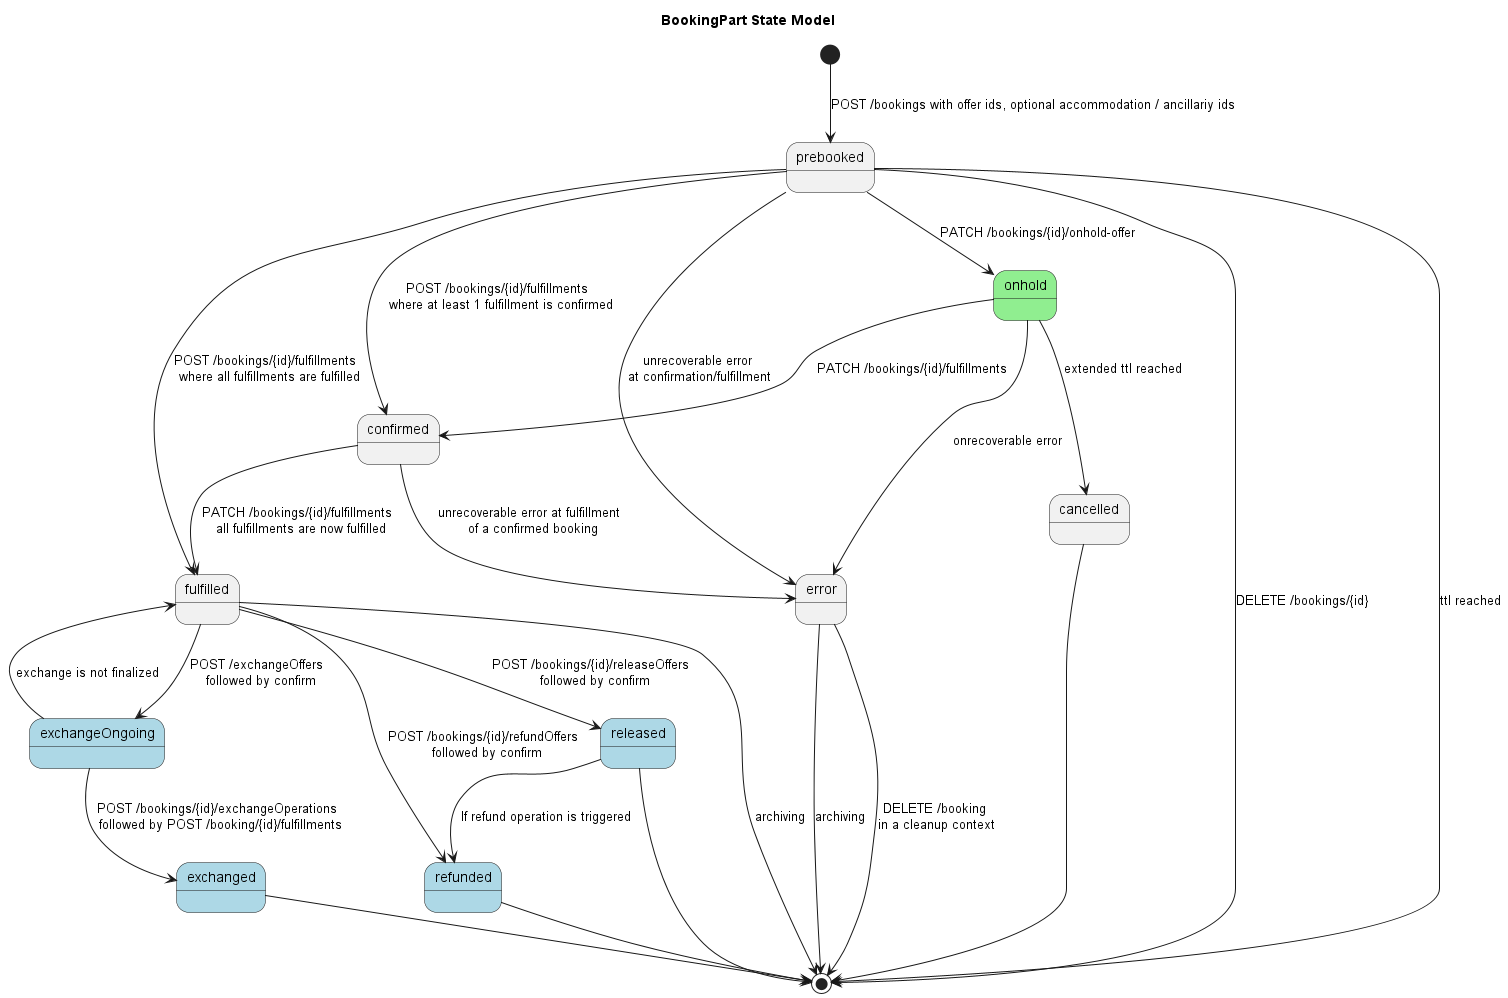 BookingPart State Model
POST /bookings with offer ids, optional accommodation / ancillariy ids
prebooked
PATCH /bookings/{id}/onhold-offer
onhold
POST /bookings/{id}/fulfillments
where at least 1 fulfillment is confirmed
POST /bookings/{id}/fulfillments
where all fulfillments are fulfilled
unrecoverable error
at confirmation/fulfillment
PATCH /bookings/{id}/fulfillments
extended ttl reached
confirmed
onrecoverable error
cancelled
PATCH /bookings/{id}/fulfillments
all fulfillments are now fulfilled
unrecoverable error at fulfillment
of a confirmed booking
fulfilled
error
DELETE /bookings/{id}
ttl reached
exchange is not finalized
POST /exchangeOffers
followed by confirm
POST /bookings/{id}/releaseOffers
followed by confirm
exchangeOngoing
released
POST /bookings/{id}/refundOffers
followed by confirm
POST /bookings/{id}/exchangeOperations
followed by POST /booking/{id}/fulfillments
If refund operation is triggered
archiving
archiving
DELETE /booking
in a cleanup context
exchanged
refunded